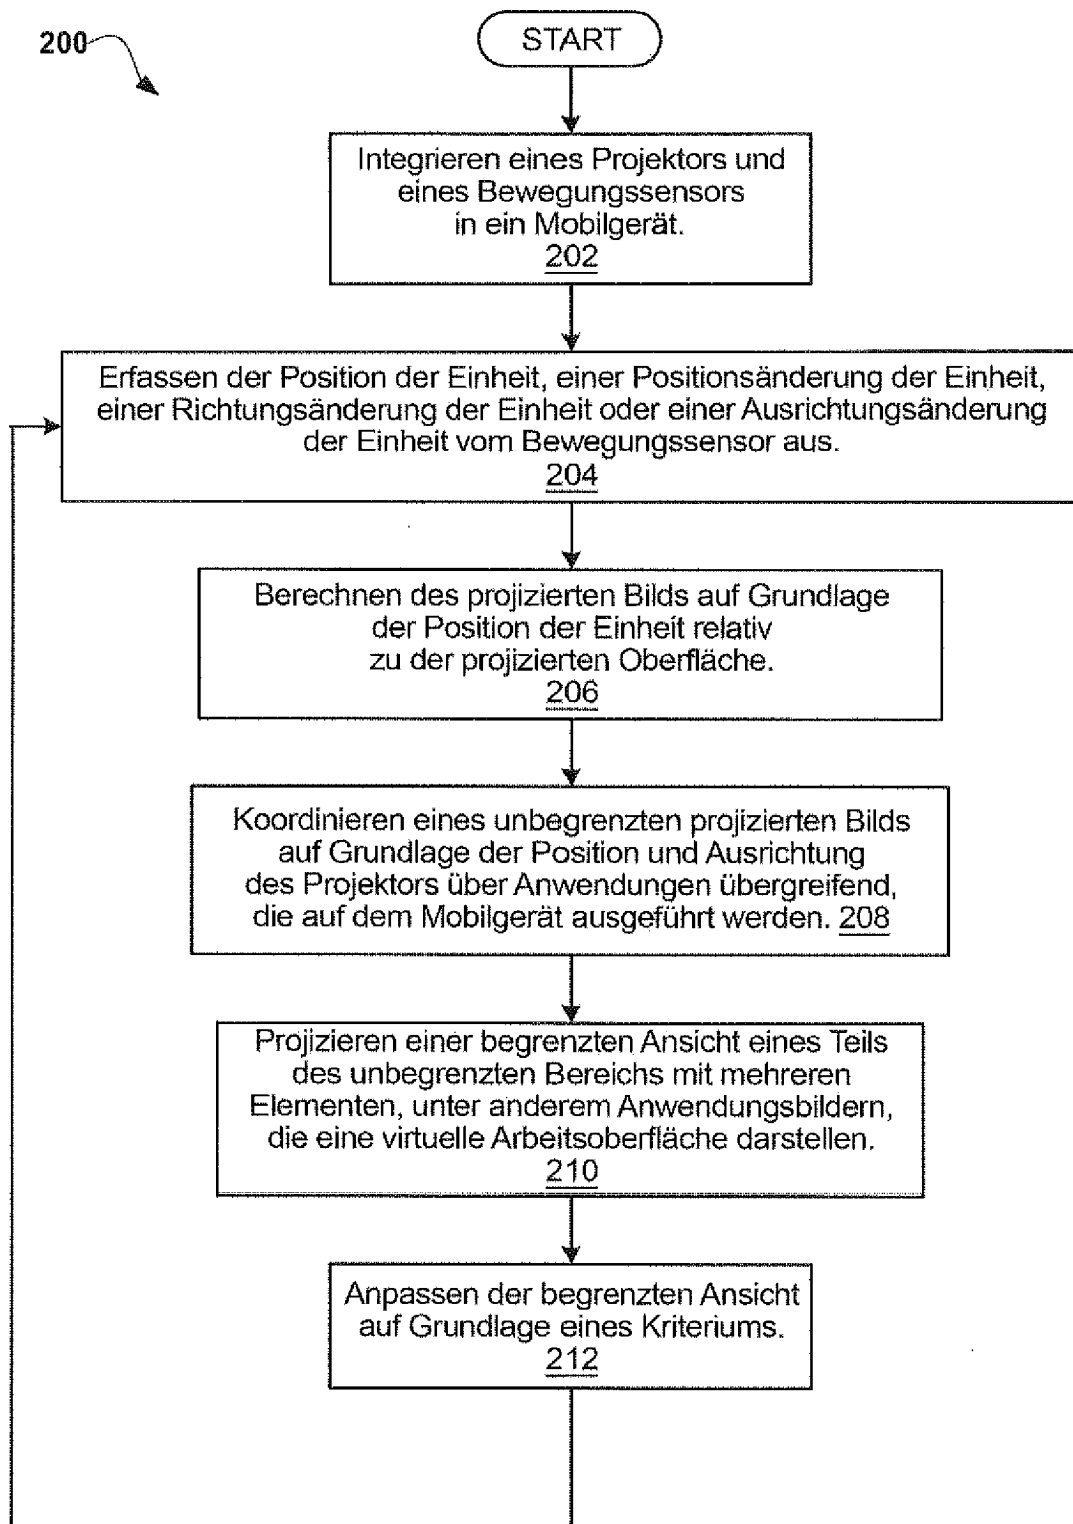 200
START
Integrieren eines Projektors und
eines Bewegungssensors
in ein Mobilgerät.
202
Erfassen der Position der Einheit, einer Positionsänderung der Einheit,
einer Richtungsänderung der Einheit oder einer Ausrichtungsänderung
der Einheit vom Bewegungssensor aus.
204
Berechnen des projizierten Bilds auf Grundlage
der Position der Einheit relativ
zu der projizierten Oberfläche.
206
Koordinieren eines unbegrenzten projizierten Bilds
auf Grundlage der Position und Ausrichtung
des Projektors über Anwendungen übergreifend,
die auf dem Mobilgerät ausgeführt werden. 208
Projizieren einer begrenzten Ansicht eines Teils
des unbegrenzten Bereichs mit mehreren
Elementen, unter anderem Anwendungsbildern,
die eine virtuelle Arbeitsoberfläche darstellen.
210
Anpassen der begrenzten Ansicht
auf Grundlage eines Kriteriums.
212